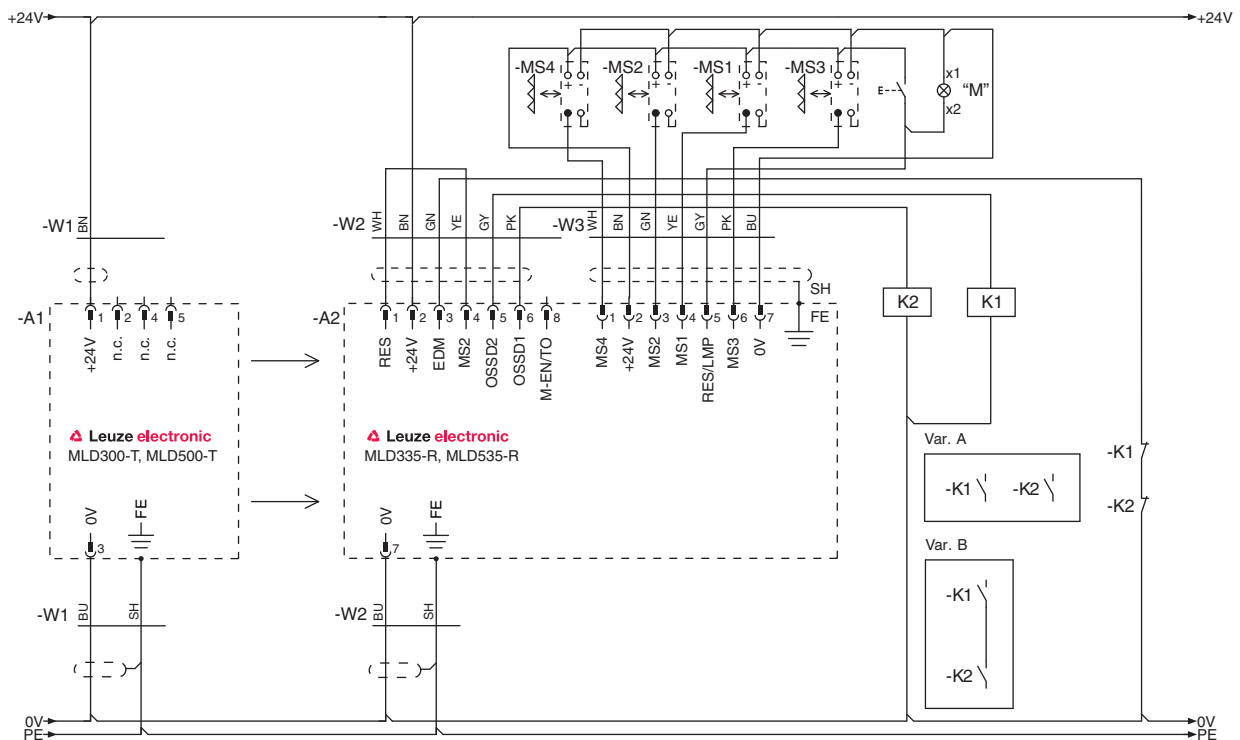 +24V +24V
-MS4 -MS2 -MS1 -MS3
+ - + - + - + -
E
x1
"M"
x2
-W1 BN
-W2 WH BN GN YE GY PK
-W3 WH BN GN YE GY PK BU
SH
FE
K2 K1
-A1
1 2 4 5
+24V n.c. n.c. n.c.
-A2
1 2 3 4 5 6 8
RES +24V EDM MS2 OSSD2 OSSD1 M-EN/TO
1 2 3 4 5 6 7
MS4 +24V MS2 MS1 RES/LMP MS3 0V
Leuze electronic
MLD300-T, MLD500-T
Leuze electronic
MLD335-R, MLD535-R
0V FE
3
0V FE
7
-W1 BU SH
-W2 BU SH
Var. A
-K1 -K2
Var. B
-K1
-K2
-K1
-K2
0V 0V
PE PE